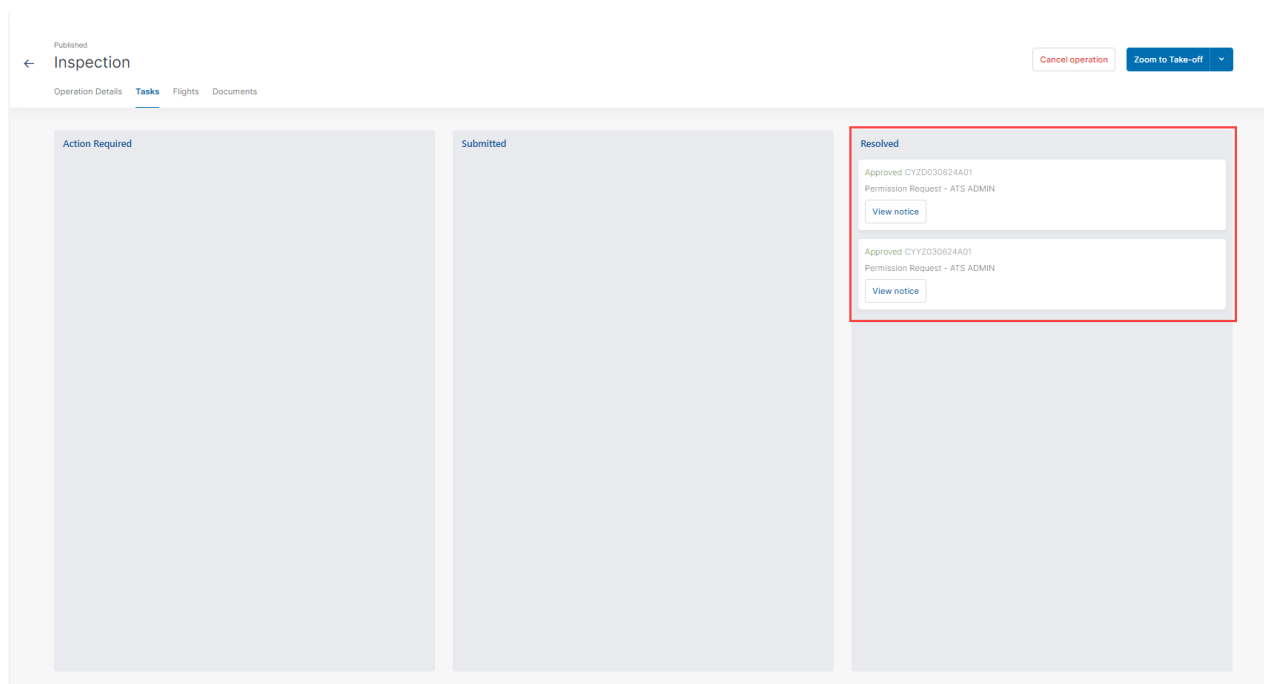 Published
Inspection
Cancel operation
Zoom to Take-off
Operation Details Tasks Flights Documents
Action Required
Submitted
Resolved
Approved CYZD030624A01
Permission Request - ATS ADMIN
View notice
Approved CYYZ030624A01
Permission Request - ATS ADMIN
View notice